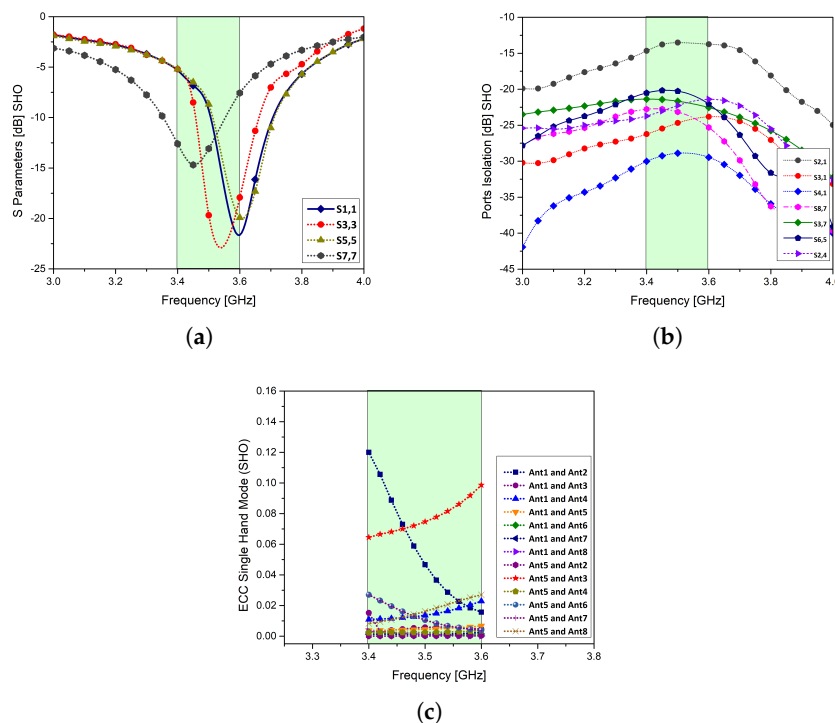 S Parameters [dB] SHO
0
-5
-10
-15
-20
-25
3.0 3.2 3.4 3.6 3.8 4.0
Frequency [GHz]
S1,1
S3,3
S5,5
S7,7
(a)
Ports Isolation [dB] SHO
-10
-15
-20
-25
-30
-35
-40
-45
3.0 3.2 3.4 3.6 3.8 4.0
Frequency [GHz]
S2,1
S3,1
S4,1
S8,7
S3,7
S6,5
S2,4
(b)
ECC Single Hand Mode (SHO)
0.16
0.14
0.12
0.10
0.08
0.06
0.04
0.02
0.00
3.3 3.4 3.5 3.6 3.7 3.8
Frequency [GHz]
Ant1 and Ant2
Ant1 and Ant3
Ant1 and Ant4
Ant1 and Ant5
Ant1 and Ant6
Ant1 and Ant7
Ant1 and Ant8
Ant5 and Ant2
Ant5 and Ant3
Ant5 and Ant4
Ant5 and Ant6
Ant5 and Ant7
Ant5 and Ant8
(c)